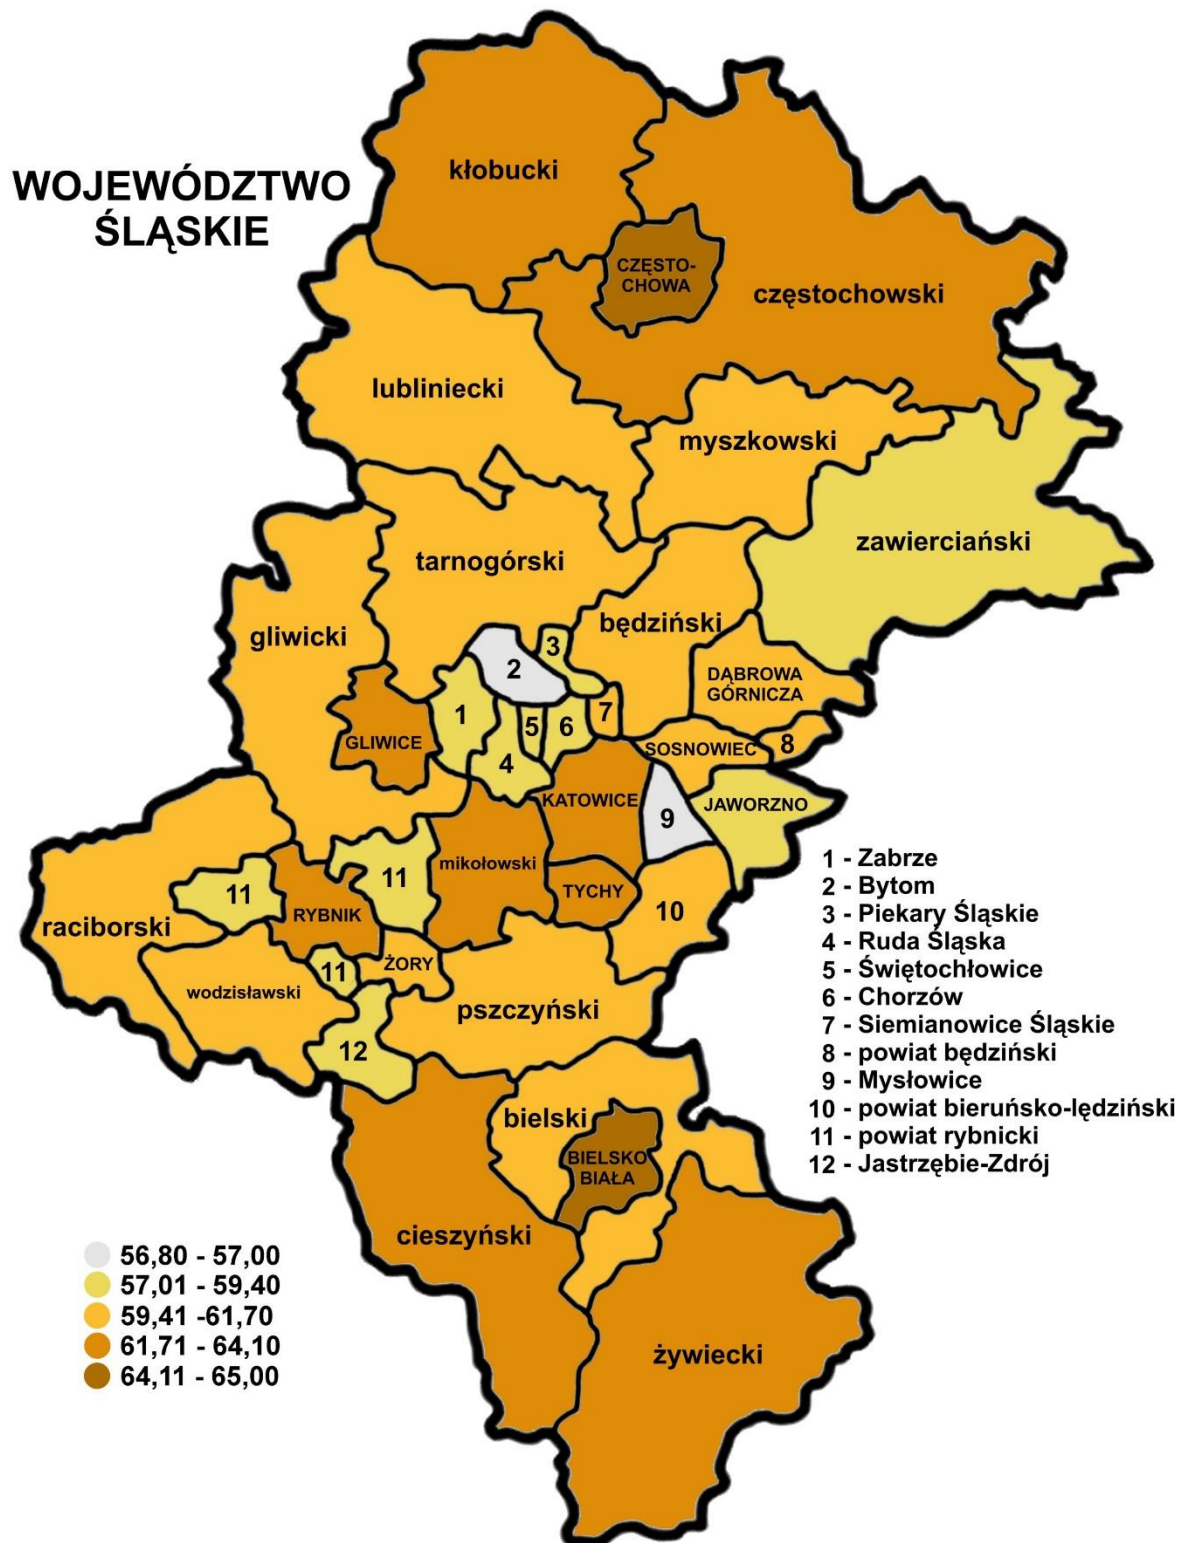 WOJEWÓDZTWO
ŚLĄSKIE
kłobucki
CZĘSTO-
CHOWA
częstochowski
lubliniecki
myszkowski
zawierciański
tarnogórski
będziński
gliwicki
3
2
DĄBROWA
GÓRNICZA
1
5
6
7
GLIWICE
4
SOSNOWIEC
8
KATOWICE
9
JAWORZNO
mikołowski
11
11
TYCHY
10
RYBNIK
raciborski
11
ŻORY
wodzisławski
pszczyński
12
1 - Zabrze
2 - Bytom
3 - Piekary Śląskie
4 - Ruda Śląska
5 - Świętochłowice
6 - Chorzów
7 - Siemianowice Śląskie
8 - powiat będziński
9 - Mysłowice
10 - powiat bieruńsko-lędziński
11 - powiat rybnicki
12 - Jastrzębie-Zdrój
bielski
BIELSKO
BIAŁA
cieszyński
żywiecki
56,80 - 57,00
57,01 - 59,40
59,41 -61,70
61,71 - 64,10
64,11 - 65,00